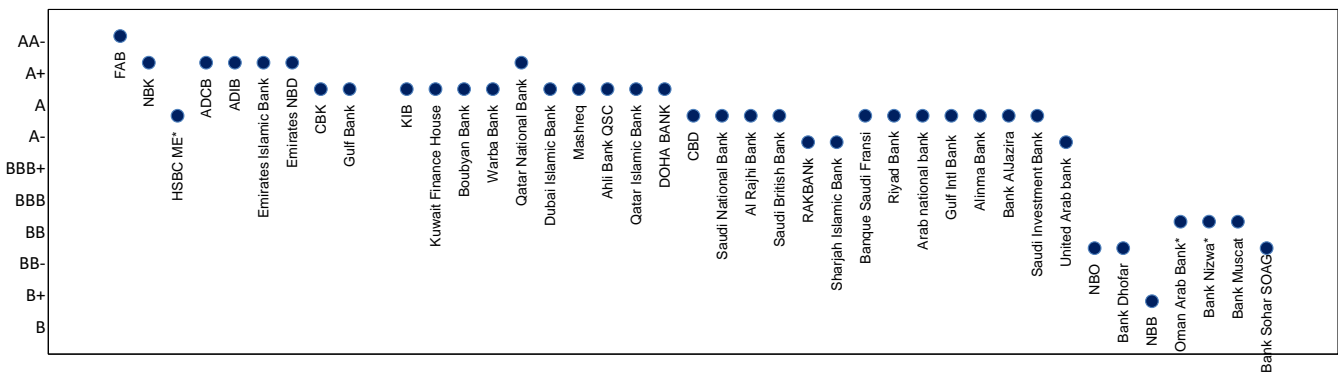 AA-
A+
A
A-
BBB+
BBB
BB
BB-
B+
B
FAB
NBK
HSBC ME*
ADCB
ADIB
Emirates Islamic Bank
Emirates NBD
CBK
Gulf Bank
KIB
Kuwait Finance House
Boubyan Bank
Warba Bank
Qatar National Bank
Dubai Islamic Bank
Mashreq
Ahli Bank QSC
Qatar Islamic Bank
DOHA BANK
CBD
Saudi National Bank
Al Rajhi Bank
Saudi British Bank
RAKBANk
Sharjah Islamic Bank
Banque Saudi Fransi
Riyad Bank
Arab national bank
Gulf Intl Bank
Alinma Bank
Bank AlJazira
Saudi Investment Bank
United Arab bank
NBO
Bank Dhofar
NBB
Oman Arab Bank*
Bank Nizwa*
Bank Muscat
Bank Sohar SOAG